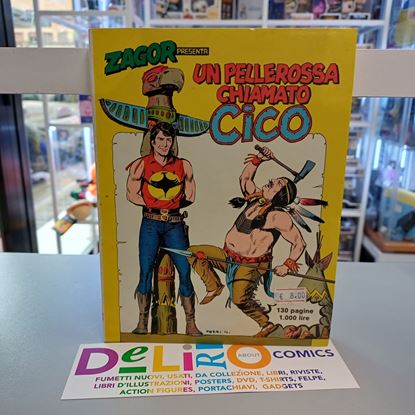 ZAGOR PRESENTA
UN PELLEROSSA
CHIAMATO
CICO
€ 8.00
130 pagine
1.000 lire
DeLiRIO ABOUT COMICS
FUMETTI NUOVI, USATI, DA COLLEZIONE, LIBRI, RIVISTE,
LIBRI D'ILLUSTRAZIONI, POSTERS, DVD, T-SHIRTS, FELPE,
ACTION FIGURES, PORTACHIAVI, GADGETS